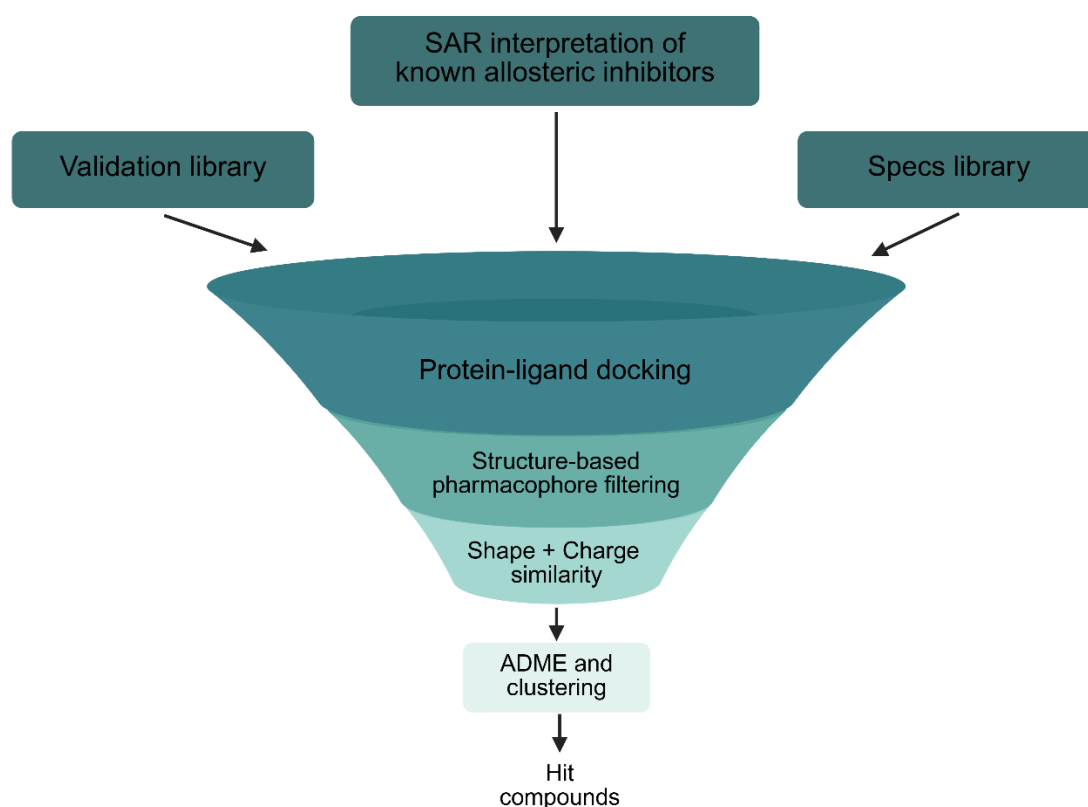 SAR interpretation of
known allosteric inhibitors
Validation library
Specs library
Protein-ligand docking
Structure-based
pharmacophore filtering
Shape + Charge
similarity
ADME and
clustering
Hit
compounds